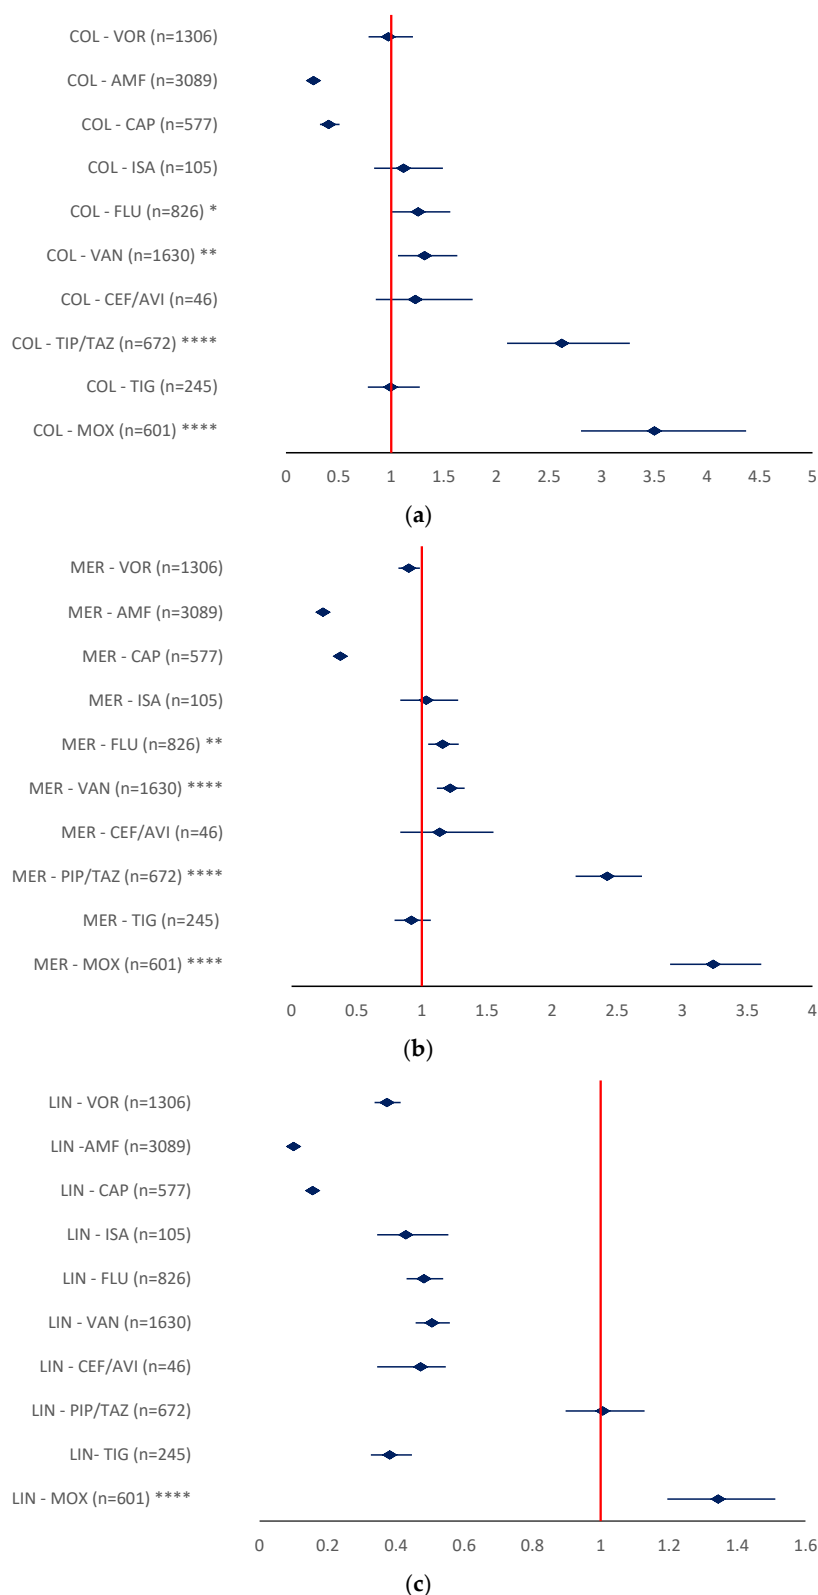 COL - VOR (n=1306)
COL - AMF (n=3089)
COL - CAP (n=577)
COL - ISA (n=105)
COL - FLU (n=826) *
COL - VAN (n=1630) **
COL - CEF/AVI (n=46)
COL - TIP/TAZ (n=672) ****
COL - TIG (n=245)
COL - MOX (n=601) ****
0 0.5 1 1.5 2 2.5 3 3.5 4 4.5 5
(a)
MER - VOR (n=1306)
MER - AMF (n=3089)
MER - CAP (n=577)
MER - ISA (n=105)
MER - FLU (n=826) **
MER - VAN (n=1630) ****
MER - CEF/AVI (n=46)
MER - PIP/TAZ (n=672) ****
MER - TIG (n=245)
MER - MOX (n=601) ****
0 0.5 1 1.5 2 2.5 3 3.5 4
(b)
LIN - VOR (n=1306)
LIN -AMF (n=3089)
LIN - CAP (n=577)
LIN - ISA (n=105)
LIN - FLU (n=826)
LIN - VAN (n=1630)
LIN - CEF/AVI (n=46)
LIN - PIP/TAZ (n=672)
LIN- TIG (n=245)
LIN - MOX (n=601) ****
0 0.2 0.4 0.6 0.8 1 1.2 1.4 1.6
(c)